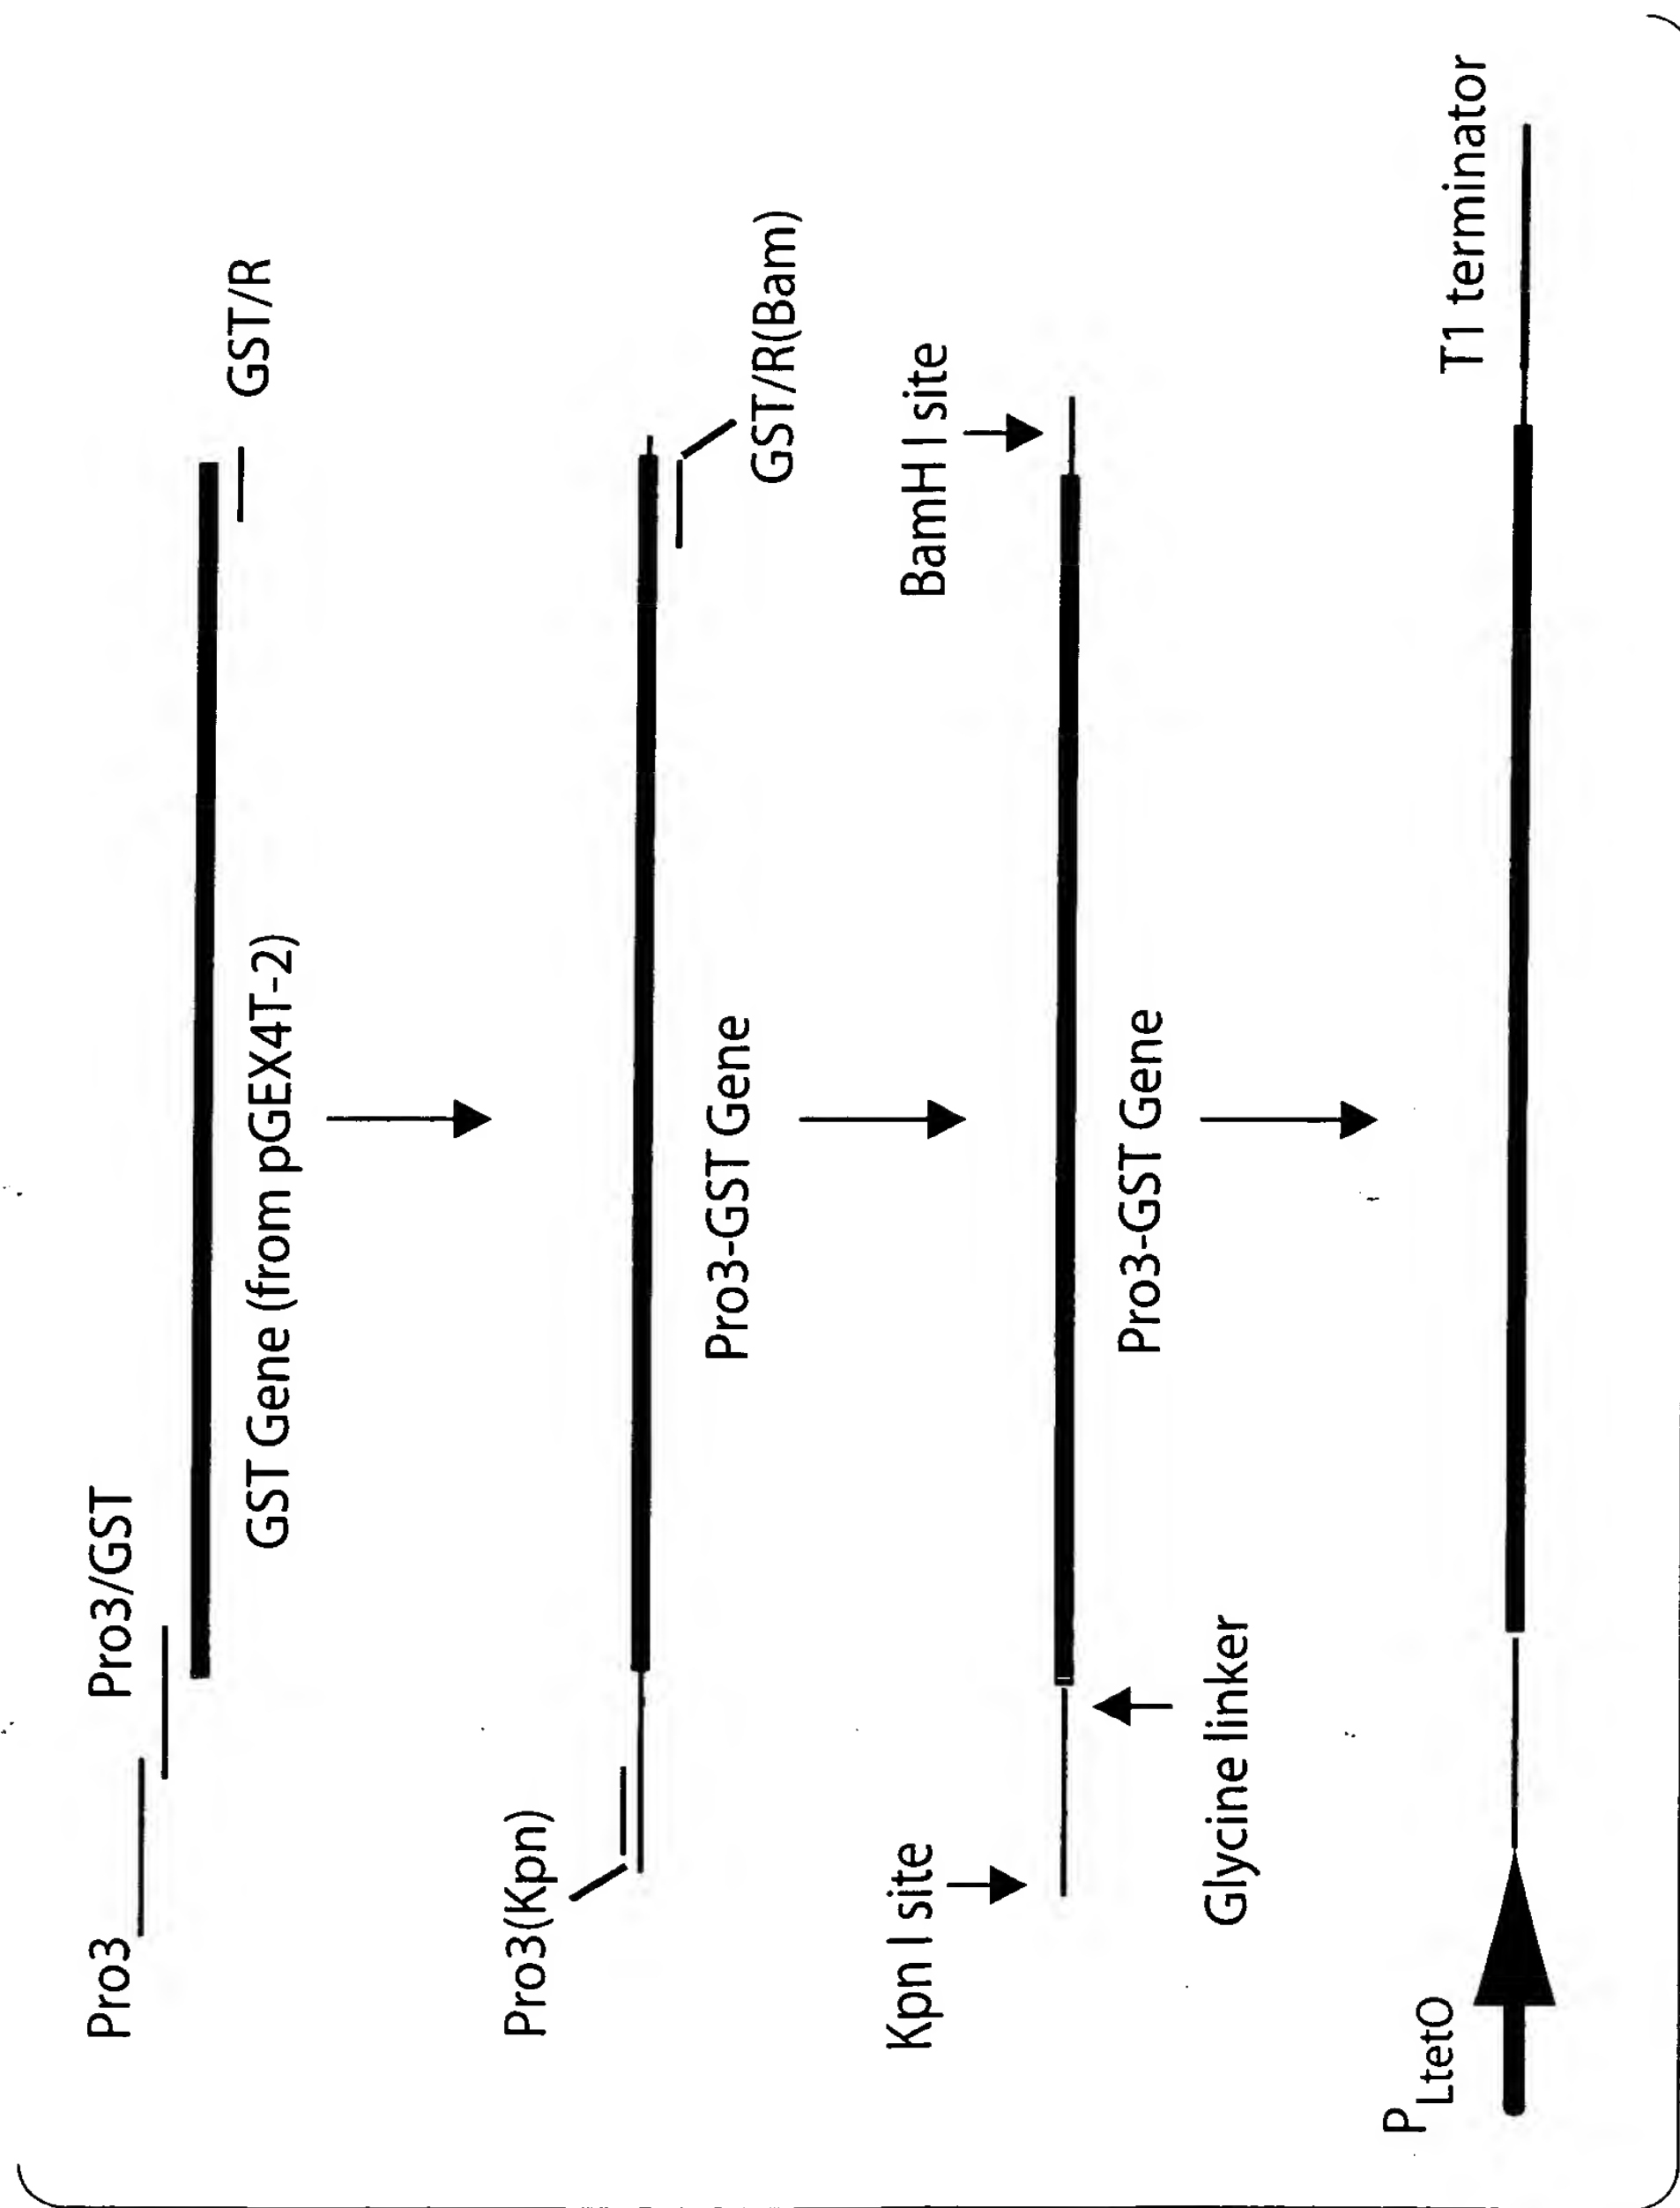 Pro3
Pro3/GST
GST/R
GST Gene (from pGEX4T-2)
Pro3(Kpn)
GST/R(Bam)
Pro3-GST Gene
Kpn I site
BamH I site
Glycine linker
Pro3-GST Gene
PLtetO
T1 terminator